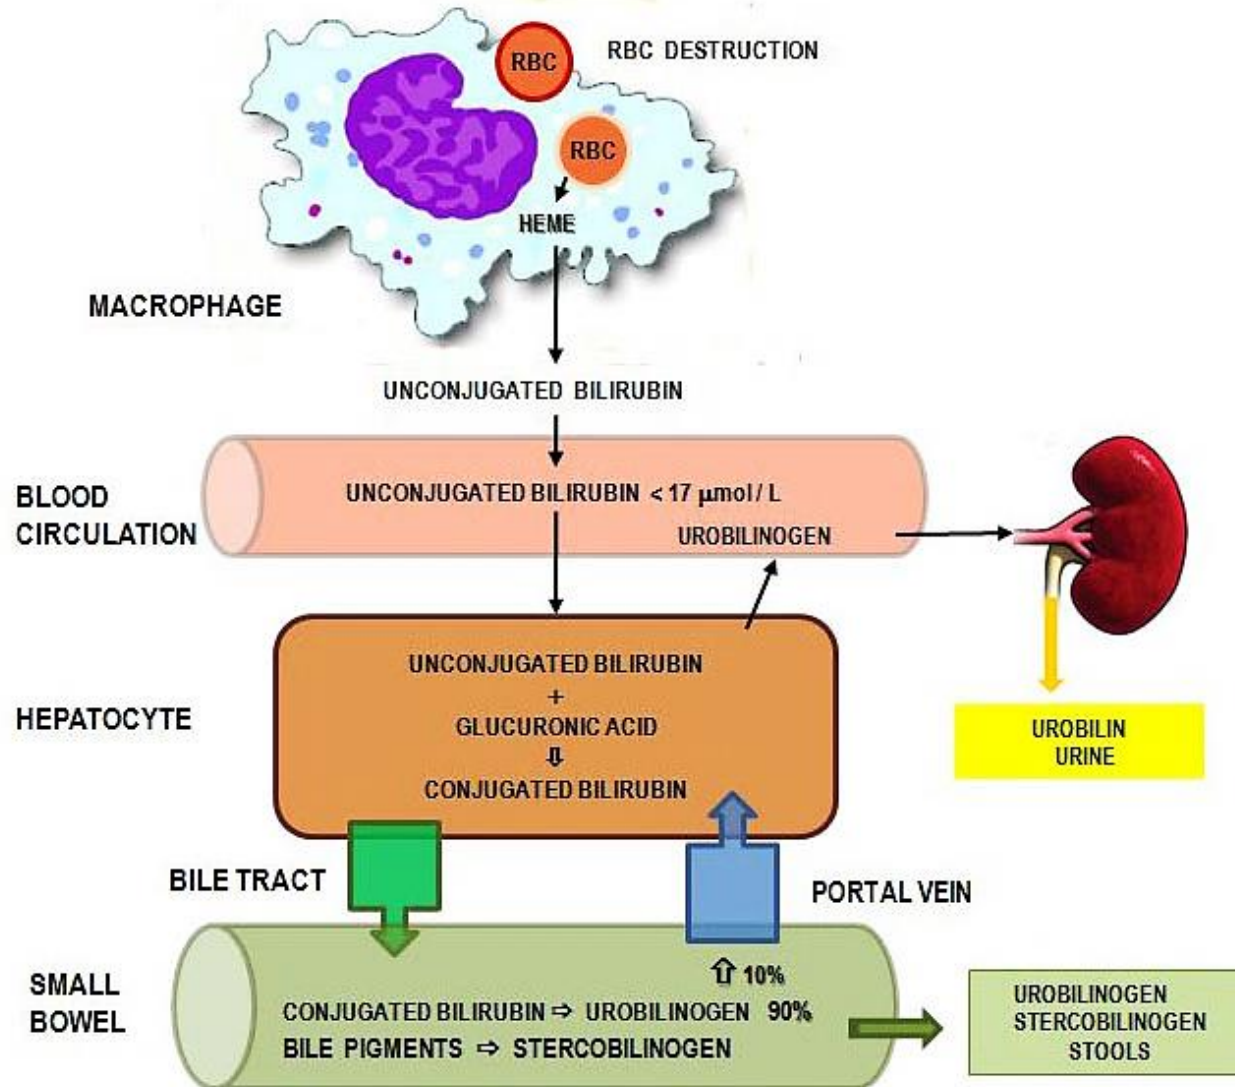 RBC
RBC DESTRUCTION
RBC
HEME
MACROPHAGE
UNCONJUGATED BILIRUBIN
BLOOD
CIRCULATION
UNCONJUGATED BILIRUBIN < 17 µmol / L
UROBILINOGEN
HEPATOCYTE
UNCONJUGATED BILIRUBIN
+
GLUCURONIC ACID
⇩
CONJUGATED BILIRUBIN
UROBILIN
URINE
BILE TRACT
PORTAL VEIN
SMALL
BOWEL
⇧ 10%
CONJUGATED BILIRUBIN ⇨ UROBILINOGEN 90%
BILE PIGMENTS ⇨ STERCOBILINOGEN
UROBILINOGEN
STERCOBILINOGEN
STOOLS